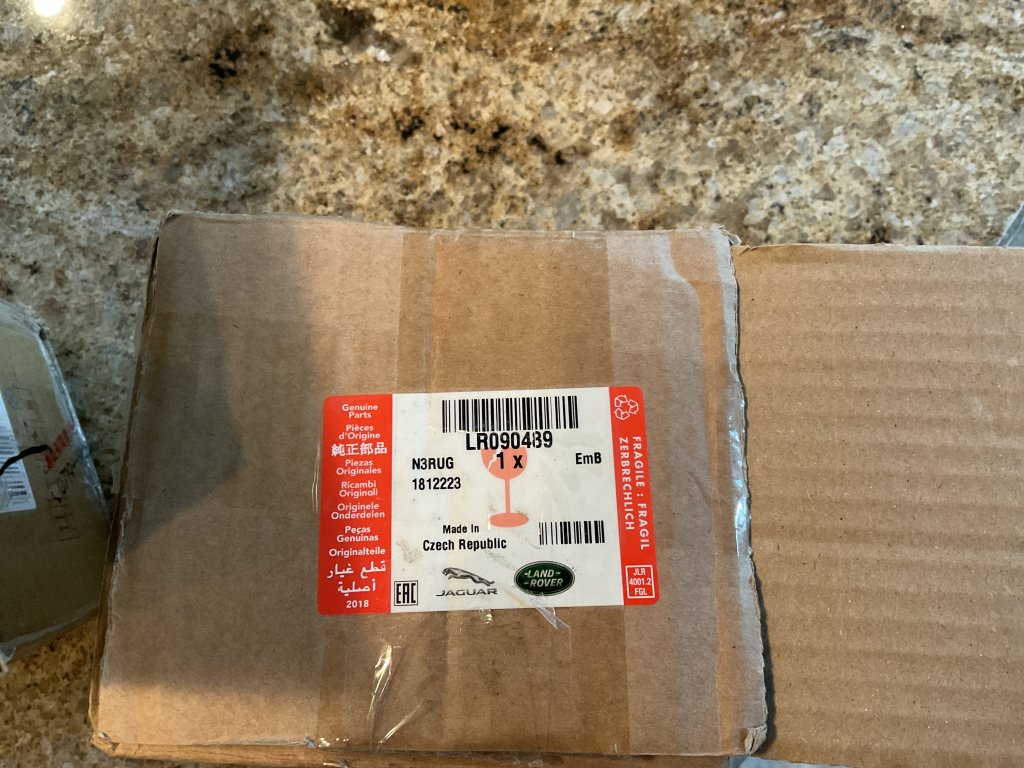 Genuine
Parts
Pièces
d'Origine
純正部品
Piezas
Originales
Ricambi
Originali
Originele
Onderdelen
Peças
Genuínas
Originalteile
قطع غيار
أصلية
2018
LR090489
N3RUG
1 x
EmB
1812223
Made In
Czech Republic
EAC
JAGUAR
LAND-
-ROVER
FRAGILE : FRAGIL
ZERBRECHLICH
JLR
4001.2
FGL